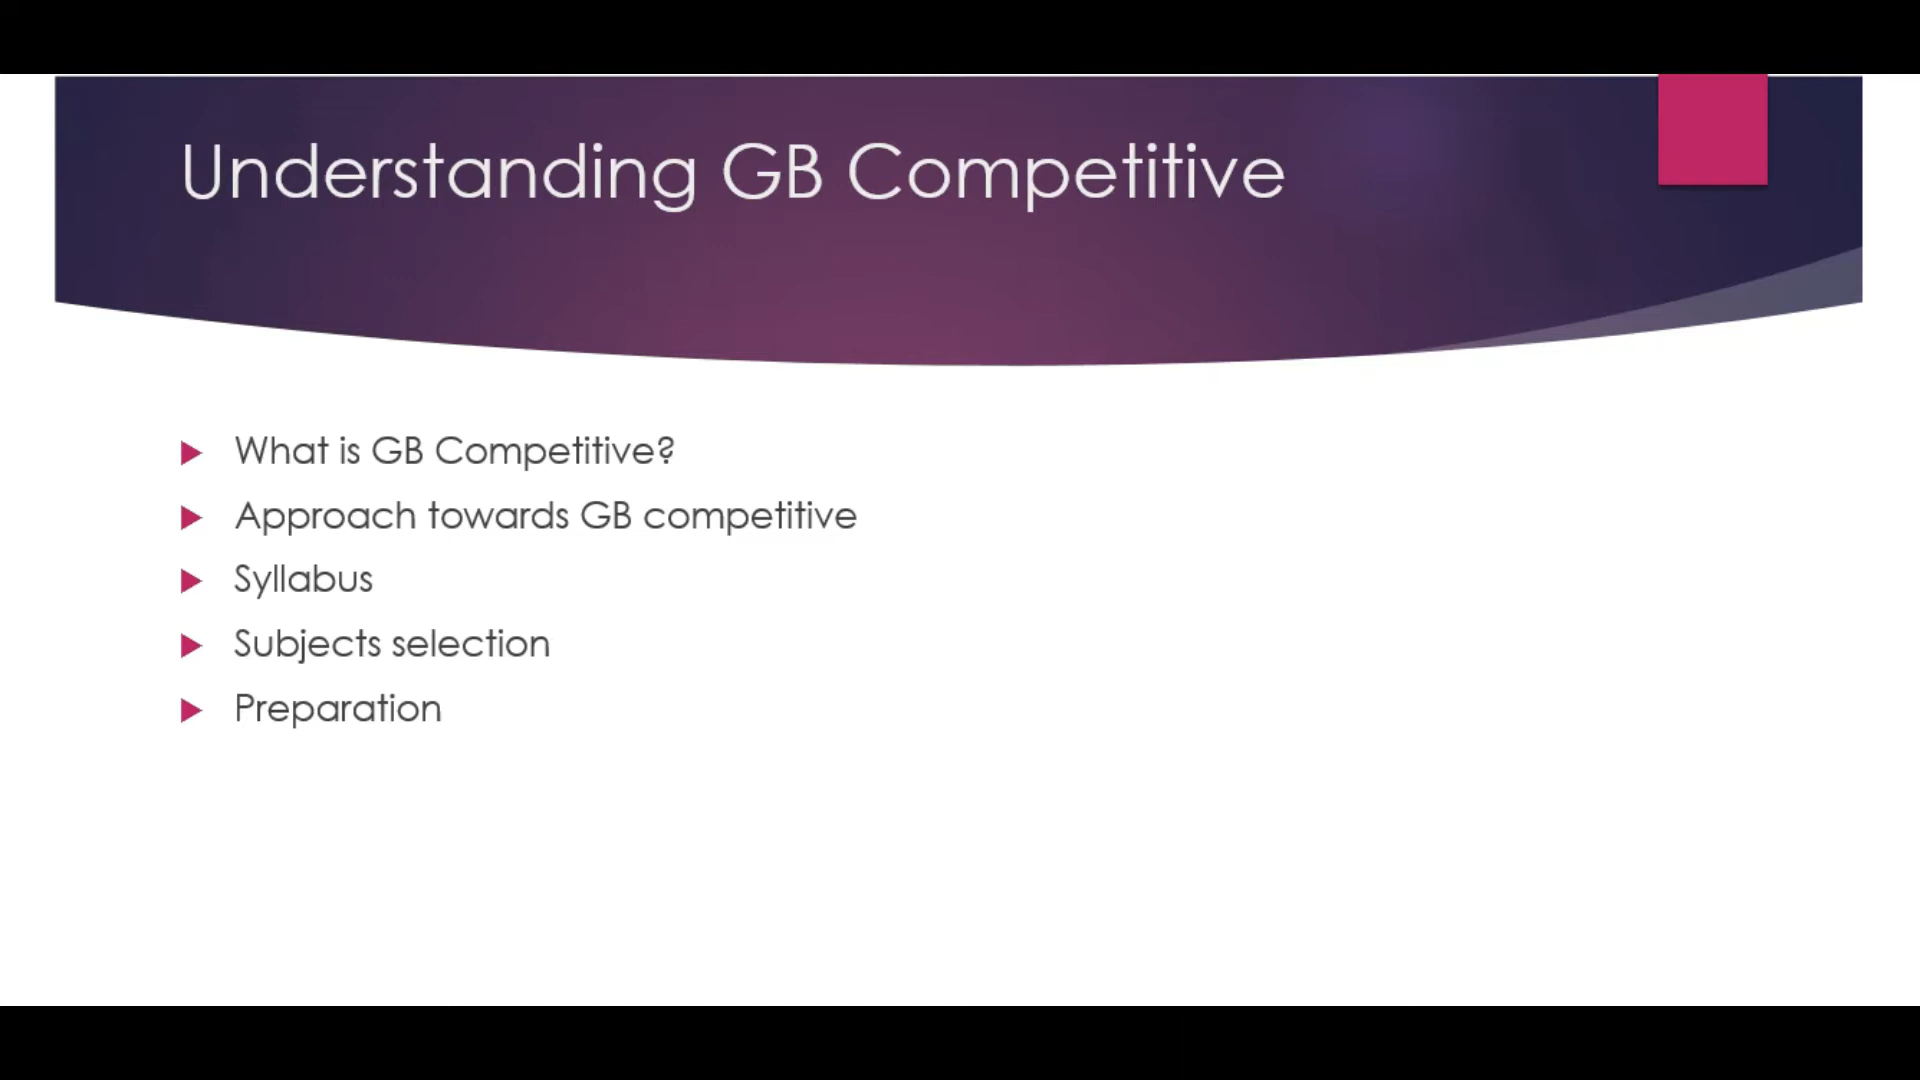 Understanding GB Competitive
What is GB Competitive?
Approach towards GB competitive
Syllabus
Subjects selection
Preparation